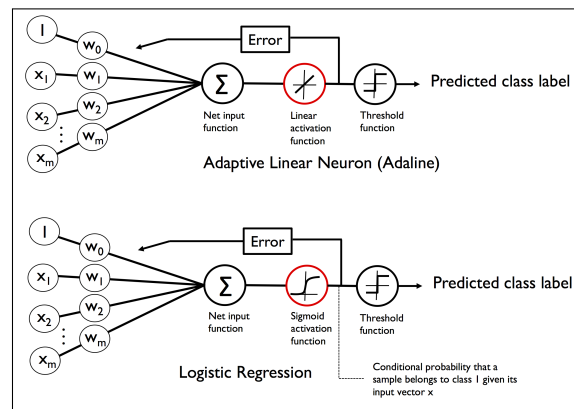 Error
1
w0
x1
w1
x2
w2
wm
xm
Σ
Predicted class label
Net input
function
Linear
activation
function
Threshold
function
Adaptive Linear Neuron (Adaline)
Error
1
w0
x1
w1
x2
w2
wm
xm
Σ
Predicted class label
Net input
function
Sigmoid
activation
function
Threshold
function
Logistic Regression
Conditional probability that a
sample belongs to class 1 given its
input vector x